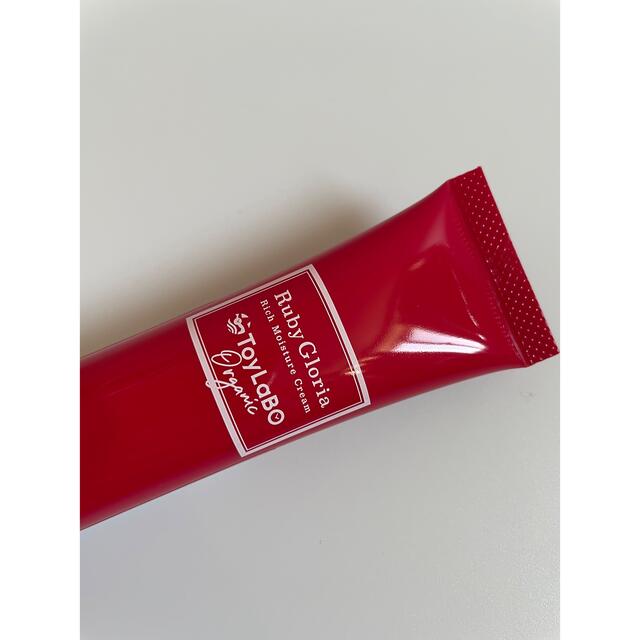 Ruby Gloria
Rich Moisture Cream
ToyLaBO
Organic